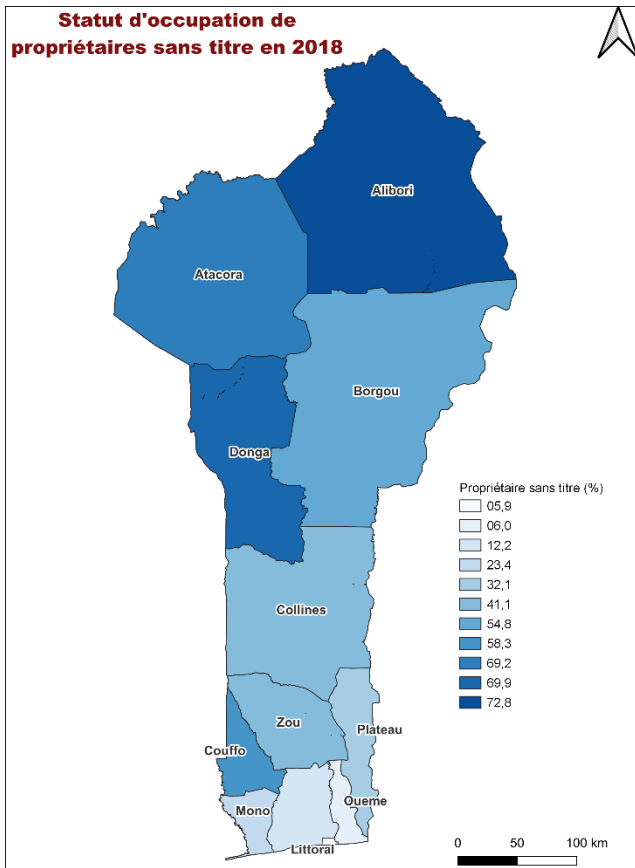 Statut d'occupation de
propriétaires sans titre en 2018
Alibori
Atacora
Borgou
Donga
Collines
Zou
Plateau
Couffo
Mono
Oueme
Littoral
Propriétaire sans titre (%)
05,9
06,0
12,2
23,4
32,1
41,1
54,8
58,3
69,2
69,9
72,8
0 50 100 km